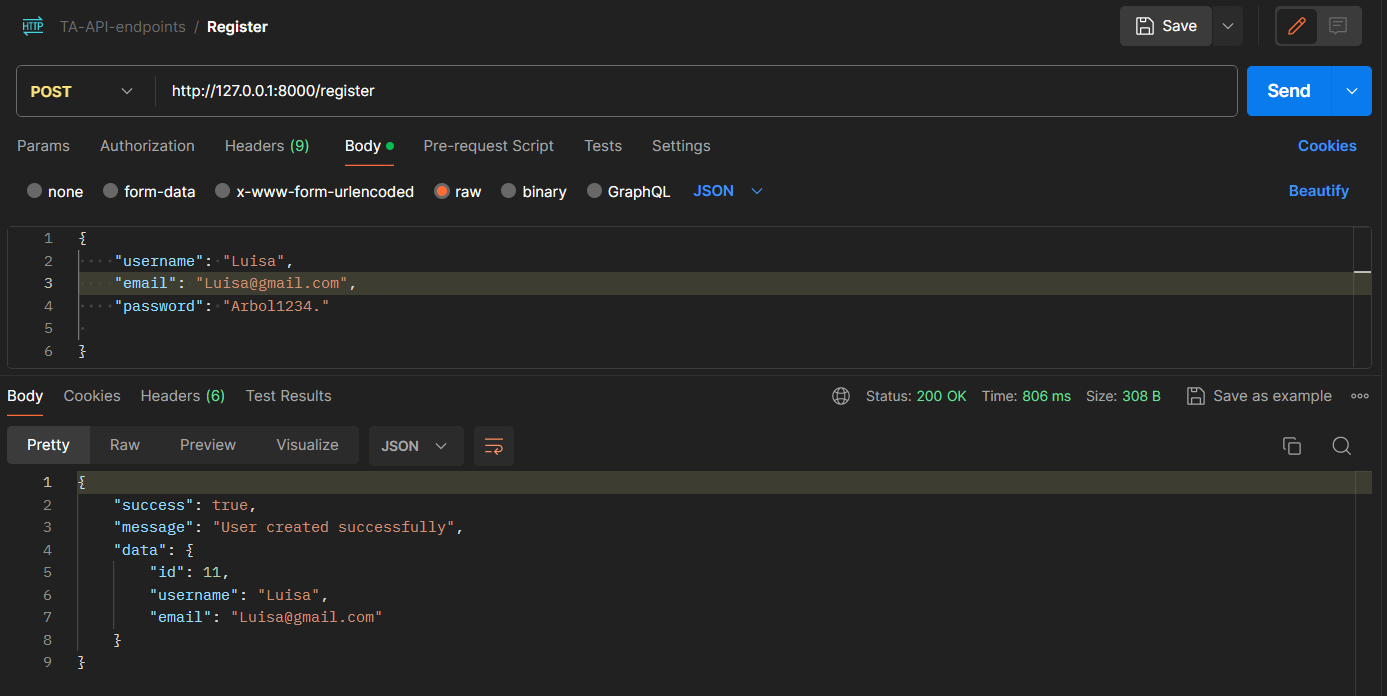 HTTP TA-API-endpoints / Register Save
POST http://127.0.0.1:8000/register Send
Params Authorization Headers (9) Body Pre-request Script Tests Settings Cookies
none form-data x-www-form-urlencoded raw binary GraphQL JSON Beautify
1 {
2 "username": "Luisa",
3 "email": "Luisa@gmail.com",
4 "password": "Arbol1234."
5
6 }
Body Cookies Headers (6) Test Results Status: 200 OK Time: 806 ms Size: 308 B Save as example
Pretty Raw Preview Visualize JSON
1 {
2 "success": true,
3 "message": "User created successfully",
4 "data": {
5 "id": 11,
6 "username": "Luisa",
7 "email": "Luisa@gmail.com"
8 }
9 }